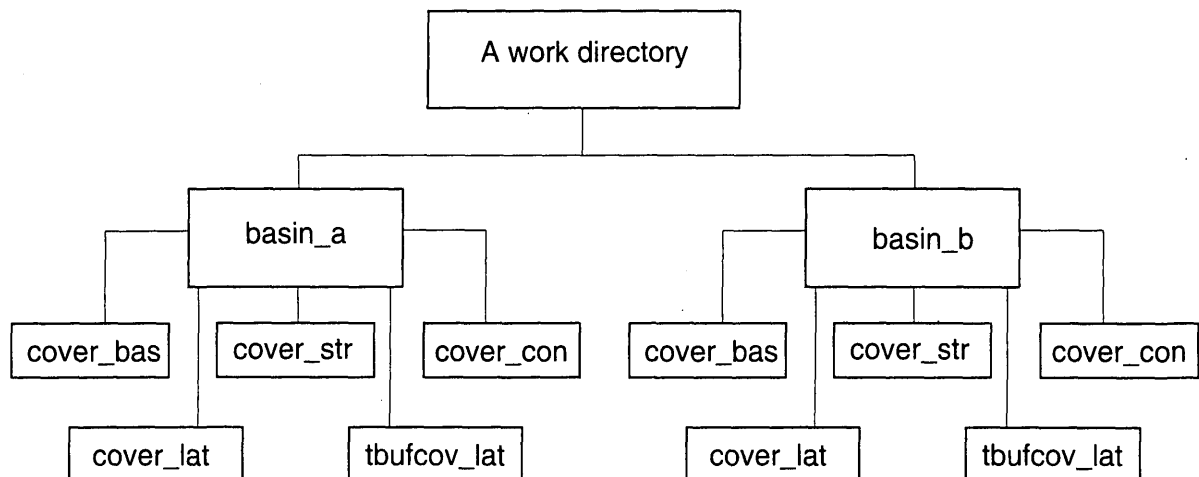 A work directory
basin_a
basin_b
cover_bas
cover_str
cover_con
cover_bas
cover_str
cover_con
cover_lat
tbufcov_lat
cover_lat
tbufcov_lat